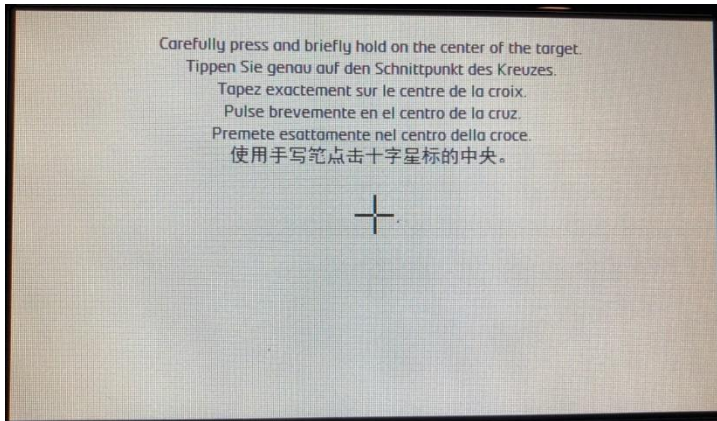 Carefully press and briefly hold on the center of the target.
Tippen Sie genau auf den Schnittpunkt des Kreuzes.
Tapez exactement sur le centre de la croix.
Pulse brevemente en el centro de la cruz.
Premete esattamente nel centro della croce.
使用手写笔点击十字星标的中央。